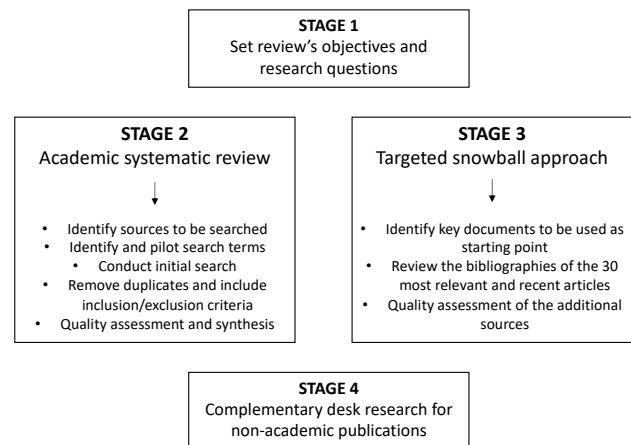 STAGE 1
Set review’s objectives and
research questions
STAGE 2
Academic systematic review
• Identify sources to be searched
• Identify and pilot search terms
• Conduct initial search
• Remove duplicates and include
inclusion/exclusion criteria
• Quality assessment and synthesis
STAGE 3
Targeted snowball approach
• Identify key documents to be used as
starting point
• Review the bibliographies of the 30
most relevant and recent articles
• Quality assessment of the additional
sources
STAGE 4
Complementary desk research for
non-academic publications